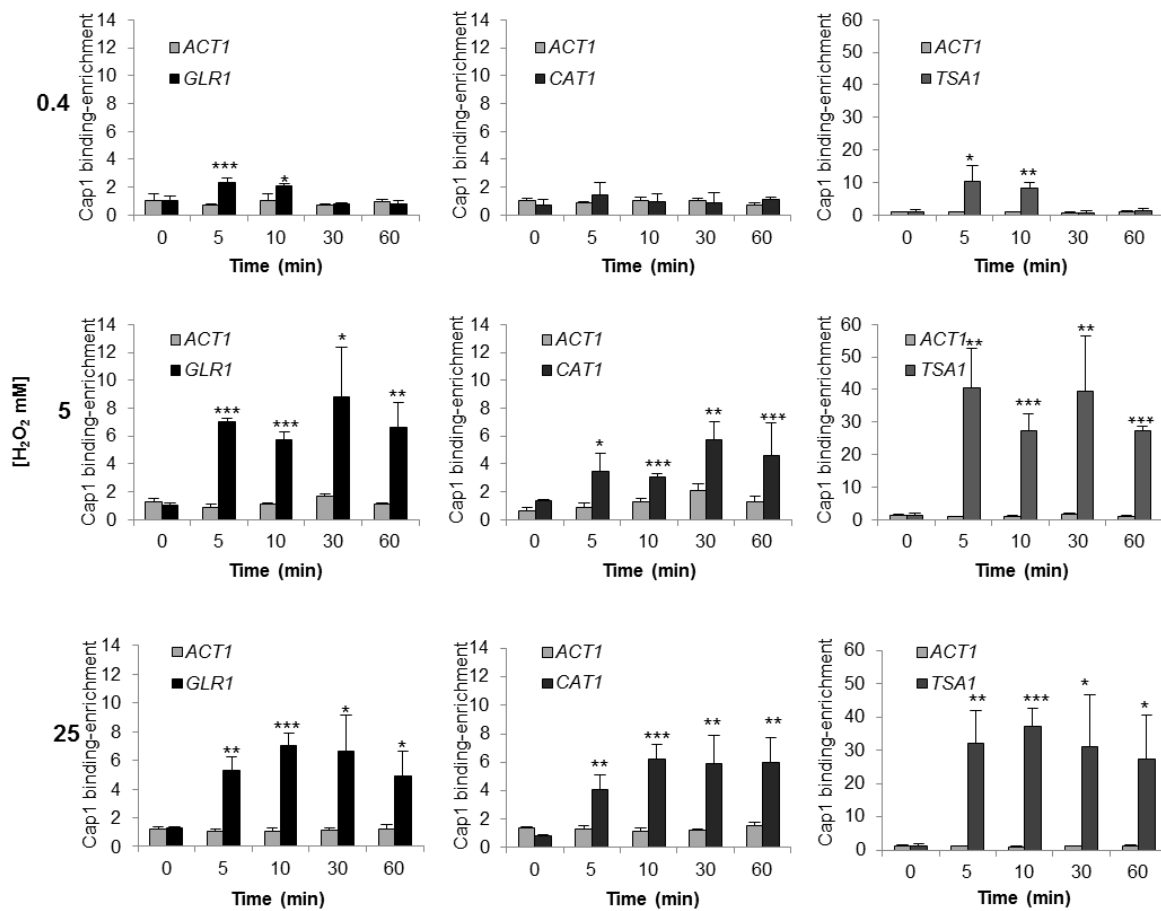 0.4
Cap1 binding-enrichment
14
12
10
8
6
4
2
0
ACT1
GLR1
***
*
0 5 10 30 60
Time (min)
Cap1 binding-enrichment
14
12
10
8
6
4
2
0
ACT1
CAT1
0 5 10 30 60
Time (min)
Cap1 binding-enrichment
60
50
40
30
20
10
0
ACT1
TSA1
*
**
0 5 10 30 60
Time (min)
[H₂O₂ mM]
5
Cap1 binding-enrichment
14
12
10
8
6
4
2
0
ACT1
GLR1
***
***
*
**
0 5 10 30 60
Time (min)
Cap1 binding-enrichment
14
12
10
8
6
4
2
0
ACT1
CAT1
*
***
**
***
0 5 10 30 60
Time (min)
Cap1 binding-enrichment
60
50
40
30
20
10
0
ACT1
TSA1
**
***
**
***
0 5 10 30 60
Time (min)
25
Cap1 binding-enrichment
14
12
10
8
6
4
2
0
ACT1
GLR1
**
***
*
*
0 5 10 30 60
Time (min)
Cap1 binding-enrichment
14
12
10
8
6
4
2
0
ACT1
CAT1
**
***
**
**
0 5 10 30 60
Time (min)
Cap1 binding-enrichment
60
50
40
30
20
10
0
ACT1
TSA1
**
***
*
*
0 5 10 30 60
Time (min)